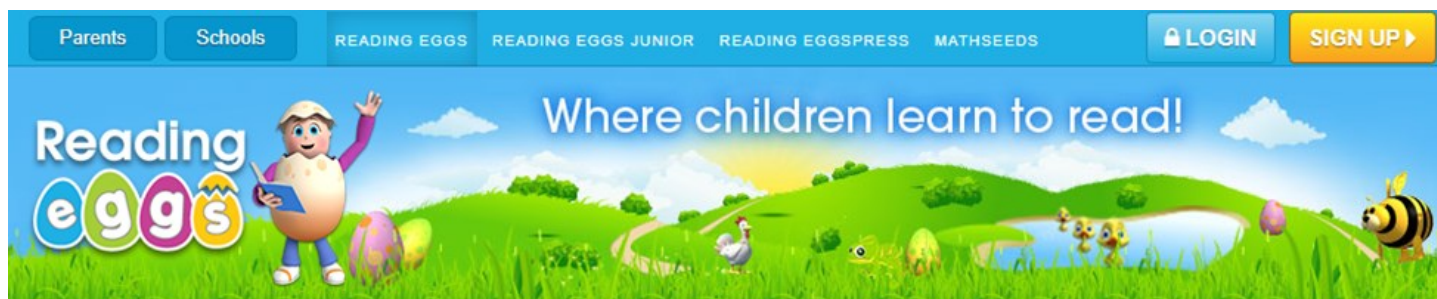 Parents Schools READING EGGS READING EGGS JUNIOR READING EGGSPRESS MATHSEEDS LOGIN SIGN UP
Where children learn to read!
Reading
eggs